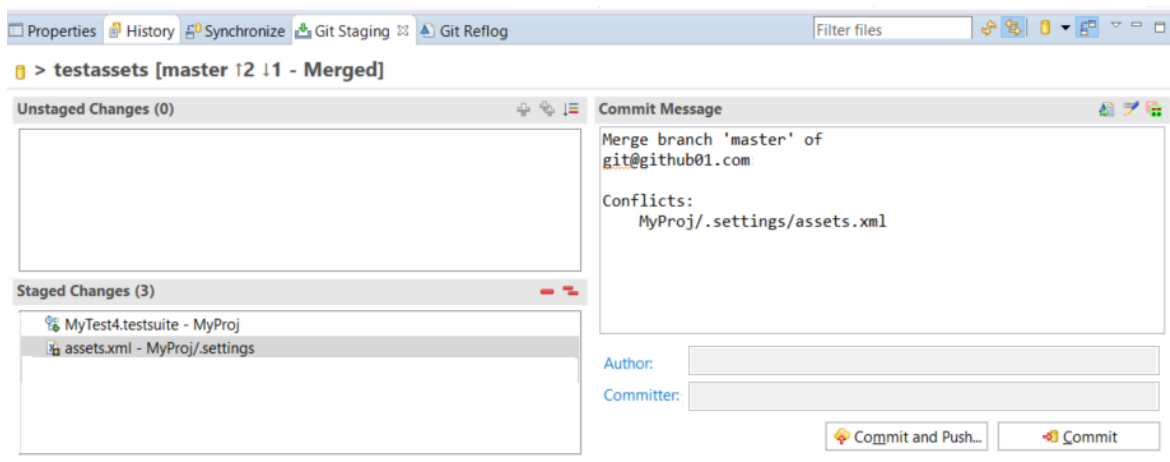 Properties History Synchronize Git Staging Git Reflog Filter files
> testassets [master ↑2 ↓1 - Merged]
Unstaged Changes (0)
Commit Message
Merge branch 'master' of
git@github01.com
Conflicts:
MyProj/.settings/assets.xml
Staged Changes (3)
MyTest4.testsuite - MyProj
assets.xml - MyProj/.settings
Author:
Committer:
Commit and Push...
Commit